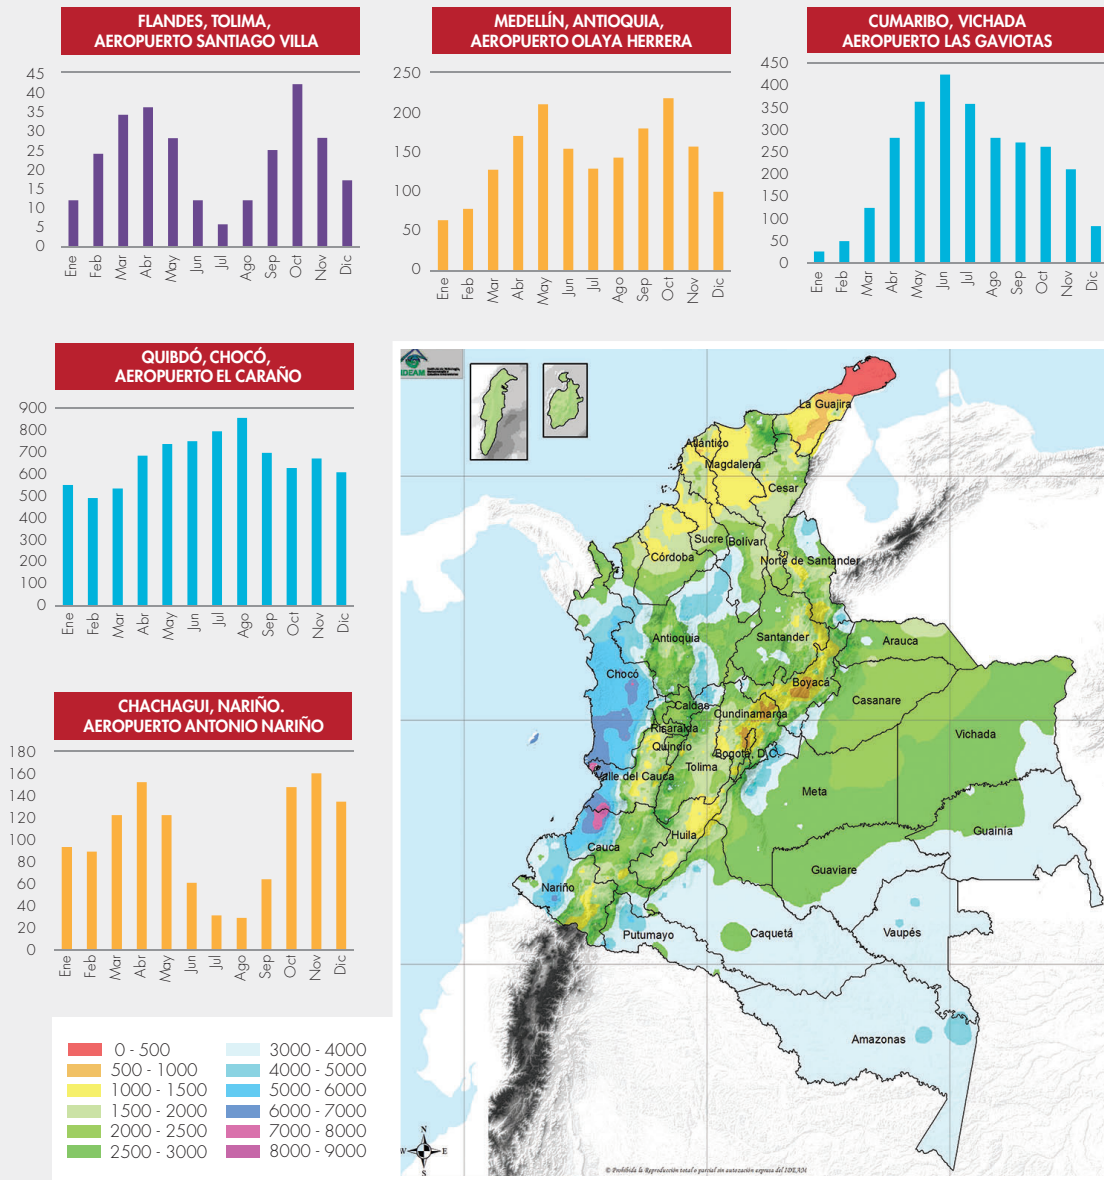 FLANDES, TOLIMA,
AEROPUERTO SANTIAGO VILLA
45
40
35
30
25
20
15
10
5
0
Ene
Feb
Mar
Abr
May
Jun
Jul
Ago
Sep
Oct
Nov
Dic
MEDELLÍN, ANTIOQUIA,
AEROPUERTO OLAYA HERRERA
250
200
150
100
50
0
Ene
Feb
Mar
Abr
May
Jun
Jul
Ago
Sep
Oct
Nov
Dic
CUMARIBO, VICHADA
AEROPUERTO LAS GAVIOTAS
450
400
350
300
250
200
150
100
50
0
Ene
Feb
Mar
Abr
May
Jun
Jul
Ago
Sep
Oct
Nov
Dic
QUIBDÓ, CHOCÓ,
AEROPUERTO EL CARAÑO
900
800
700
600
500
400
300
200
100
0
Ene
Feb
Mar
Abr
May
Jun
Jul
Ago
Sep
Oct
Nov
Dic
CHACHAGUI, NARIÑO.
AEROPUERTO ANTONIO NARIÑO
180
160
140
120
100
80
60
40
20
0
Ene
Feb
Mar
Abr
May
Jun
Jul
Ago
Sep
Oct
Nov
Dic
0 - 500
500 - 1000
1000 - 1500
1500 - 2000
2000 - 2500
2500 - 3000
3000 - 4000
4000 - 5000
5000 - 6000
6000 - 7000
7000 - 8000
8000 - 9000
IDEAM
La Guajira
Atlántico
Magdalena
Cesar
Sucre
Bolívar
Córdoba
Norte de Santander
Antioquia
Santander
Arauca
Chocó
Boyacá
Casanare
Caldas
Cundinamarca
Risaralda
Quindío
Bogotá, D.C.
Vichada
Tolima
Valle del Cauca
Meta
Guainía
Huila
Cauca
Guaviare
Nariño
Putumayo
Caquetá
Vaupés
Amazonas
N
W
E
S
© Prohibida la Reproducción total o parcial sin autorización expresa del IDEAM